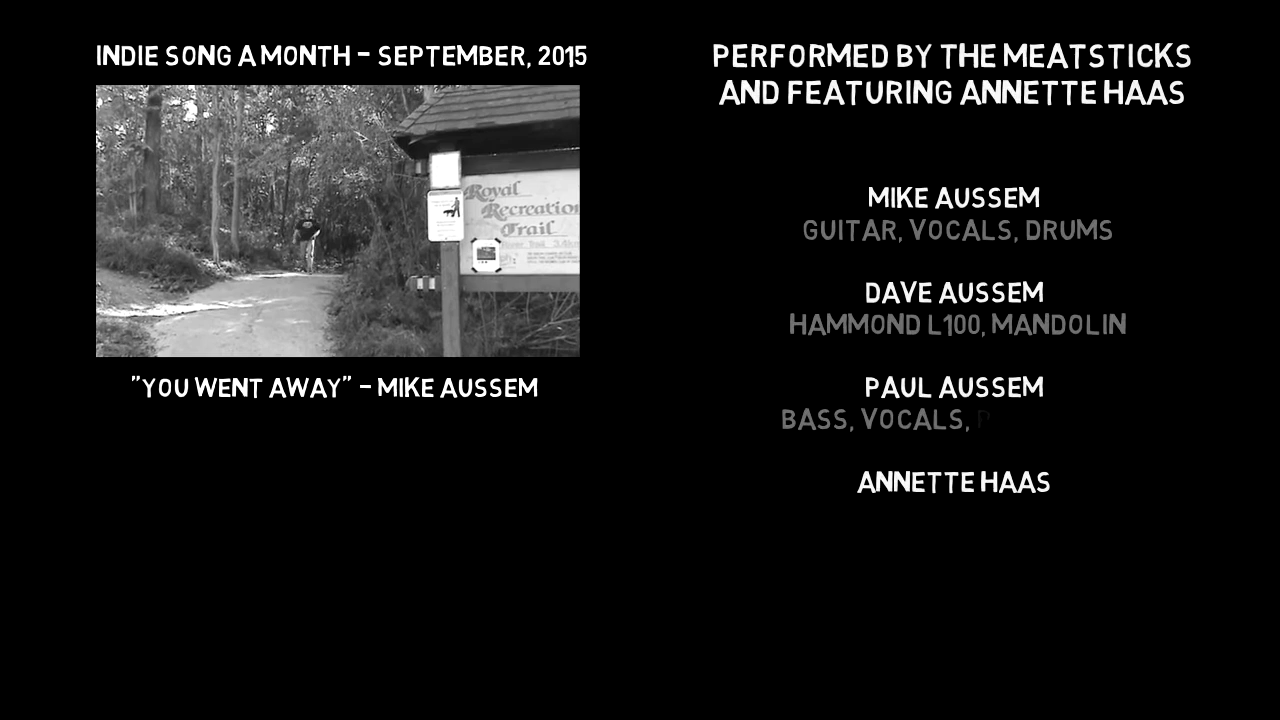 INDIE SONG A MONTH - SEPTEMBER, 2015
Royal
Recreation
Trail
"YOU WENT AWAY" - MIKE AUSSEM
PERFORMED BY THE MEATSTICKS
AND FEATURING ANNETTE HAAS
MIKE AUSSEM
GUITAR, VOCALS, DRUMS
DAVE AUSSEM
HAMMOND L100, MANDOLIN
PAUL AUSSEM
BASS, VOCALS,
ANNETTE HAAS